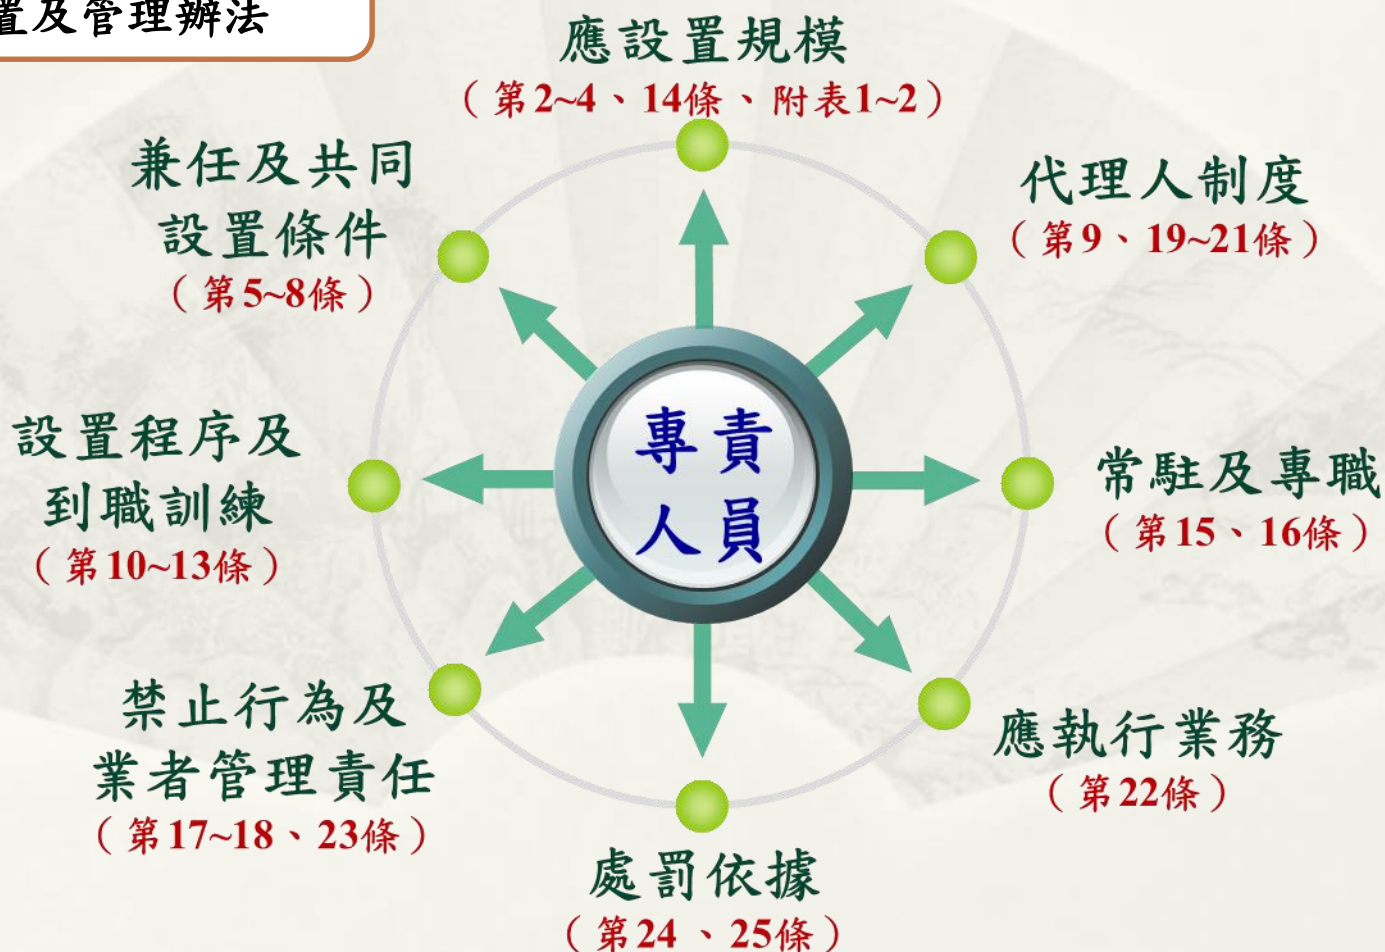 置及管理辦法
應設置規模
（第2~4、14條、附表1~2）
代理人制度
（第9、19~21條）
常駐及專職
（第15、16條）
應執行業務
（第22條）
處罰依據
（第24、25條）
禁止行為及
業者管理責任
（第17~18、23條）
設置程序及
到職訓練
（第10~13條）
兼任及共同
設置條件
（第5~8條）
專責
人員